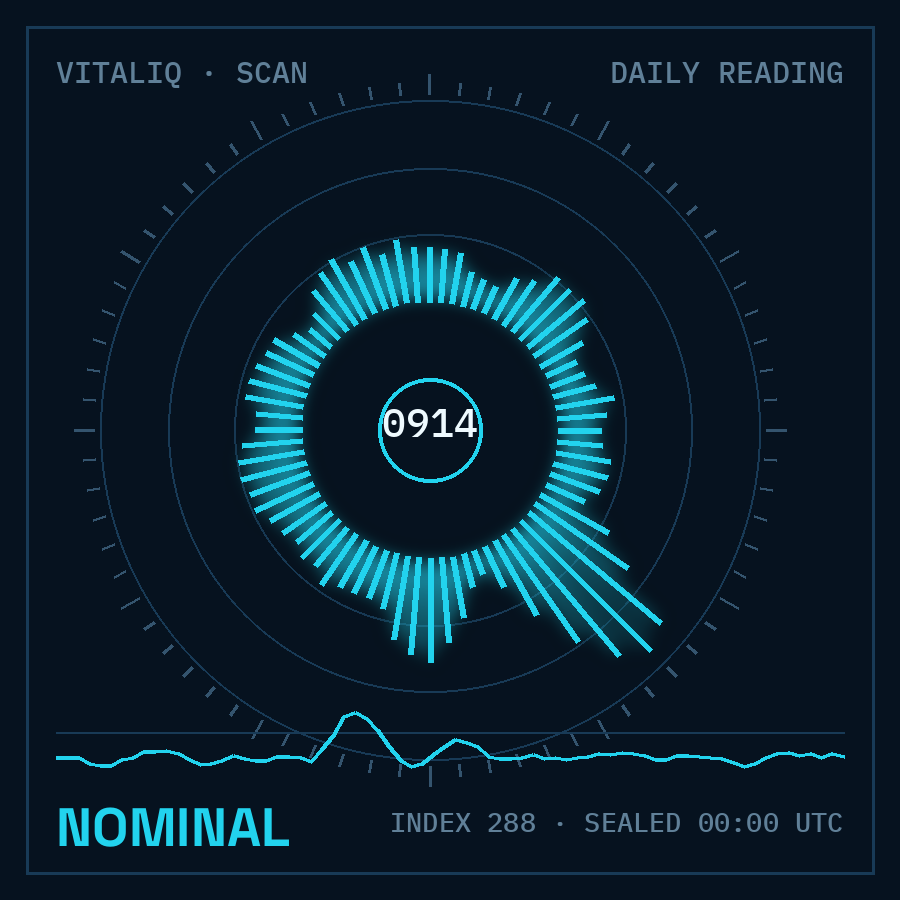 VITALIQ · SCAN
DAILY READING
0914
NOMINAL
INDEX 288 · SEALED 00:00 UTC